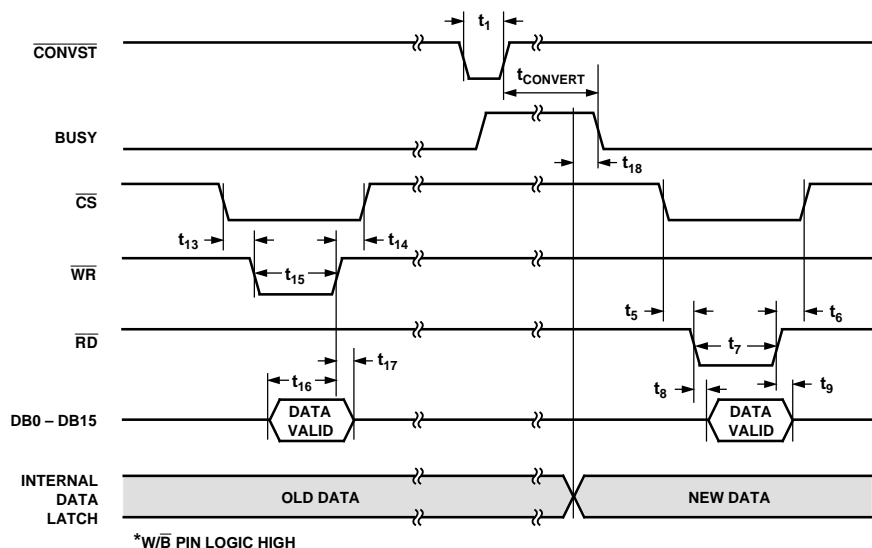 t1
CONVST
tCONVERT
BUSY
t18
CS
t13
t14
WR
t15
t5
t6
RD
t7
t17
t16
t8
t9
DB0 – DB15
DATA
VALID
DATA
VALID
INTERNAL
DATA
LATCH
OLD DATA
NEW DATA
*W/B̅ PIN LOGIC HIGH